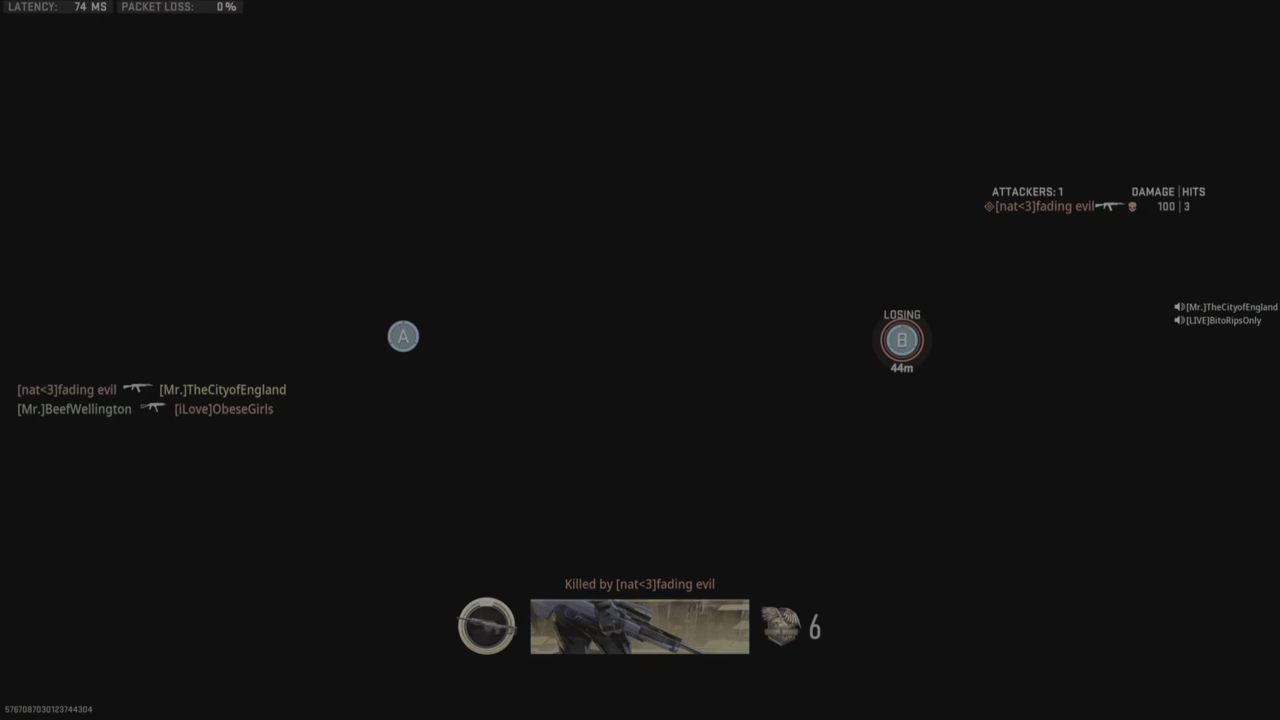 LATENCY: 74 MS PACKET LOSS: 0%
ATTACKERS: 1 DAMAGE | HITS
[nat<3]fading evil 100 | 3
[Mr.]TheCityofEngland
[LIVE]BitoRipsOnly
LOSING
A B
44m
[nat<3]fading evil [Mr.]TheCityofEngland
[Mr.]BeefWellington [iLove]ObeseGirls
Killed by [nat<3]fading evil
6
5767087030123744304